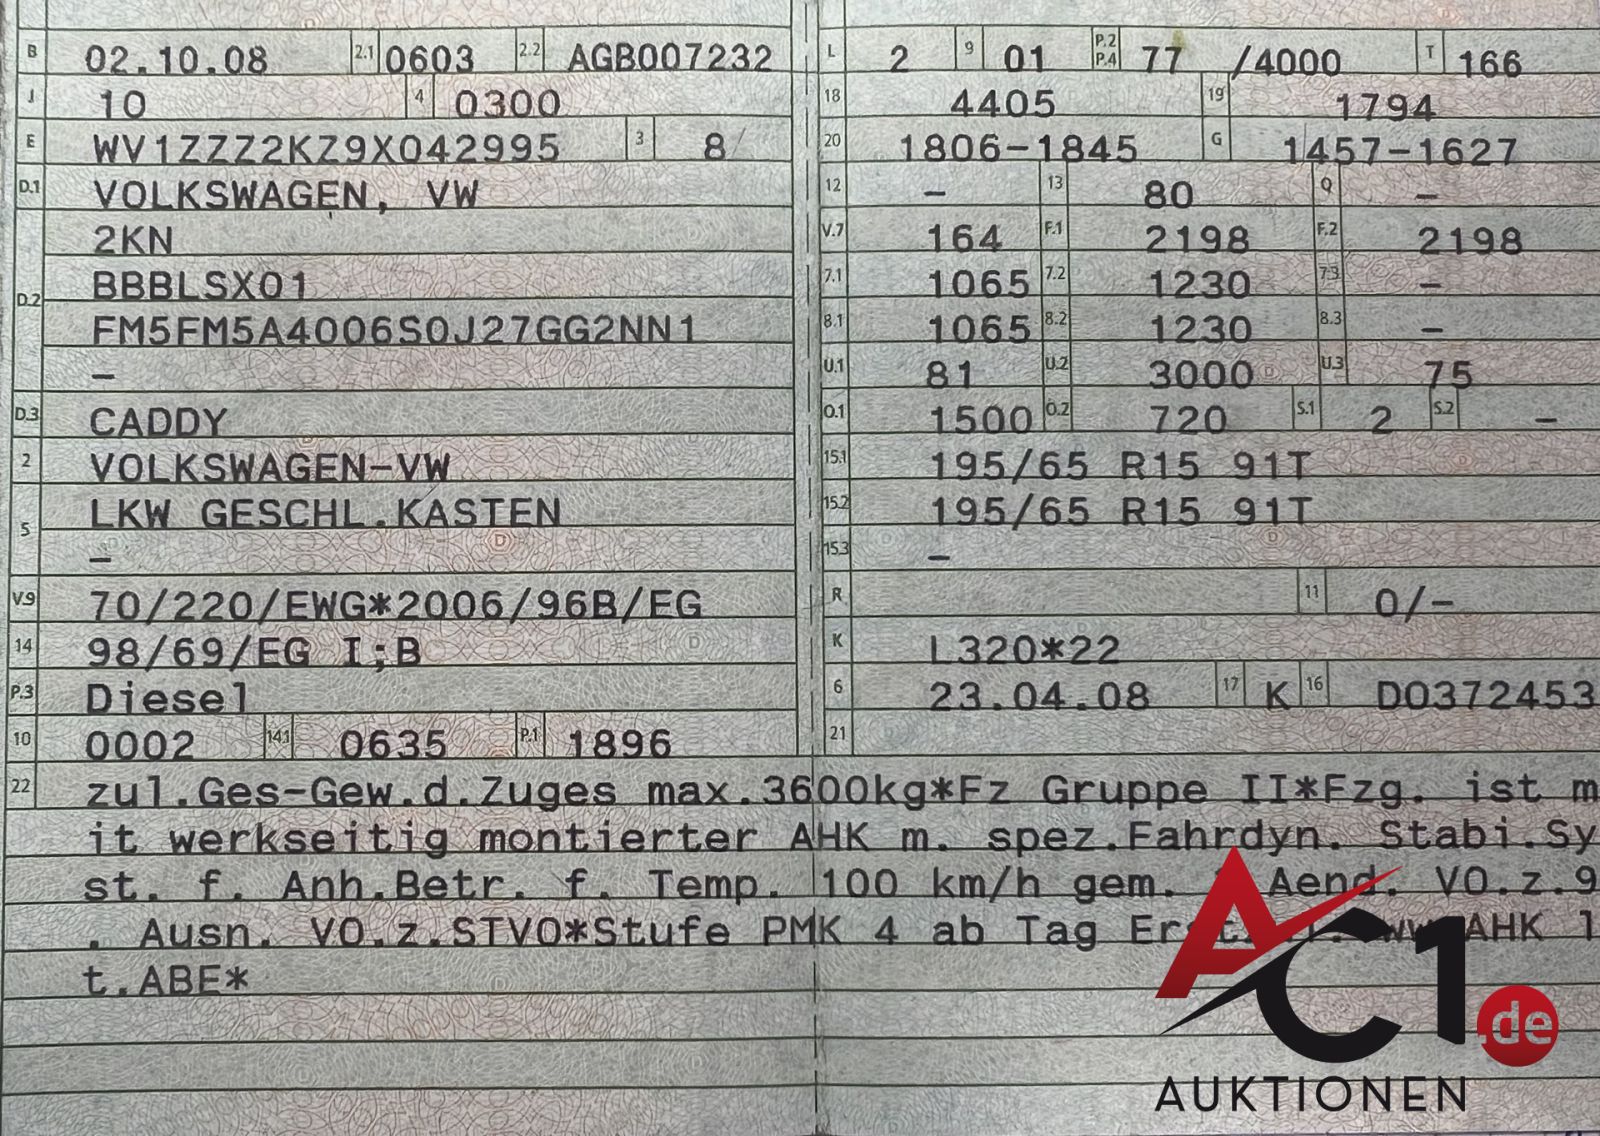 B 02.10.08 2.1 0603 2.2 AGB007232
J 10 4 0300
E WV1ZZZ2KZ9X042995 3 8
D.1 VOLKSWAGEN, VW
2KN
D.2 BBBLSX01
FM5FM5A4006S0J27GG2NN1
–
D.3 CADDY
2 VOLKSWAGEN-VW
5 LKW GESCHL.KASTEN
–
V.9 70/220/EWG*2006/96B/EG
14 98/69/EG I;B
P.3 Diesel
10 0002 14.1 0635 P.1 1896
L 2 9 01 P.2 P.4 77 /4000 T 166
18 4405 19 1794
20 1806-1845 G 1457-1627
12 – 13 80 Q –
V.7 164 F.1 2198 F.2 2198
7.1 1065 7.2 1230 7.3 –
8.1 1065 8.2 1230 8.3 –
U.1 81 U.2 3000 U.3 75
O.1 1500 O.2 720 S.1 2 S.2 –
15.1 195/65 R15 91T
15.2 195/65 R15 91T
15.3 –
R 11 0/–
K L320*22
6 23.04.08 17 K 16 D0372453
21
22 zul.Ges-Gew.d.Zuges max.3600kg*Fz Gruppe II*Fzg. ist m
it werkseitig montierter AHK m. spez.Fahrdyn. Stabi.Sy
st. f. Anh.Betr. f. Temp. 100 km/h gem. Aend. VO.z.9
. Ausn. VO.z.STVO*Stufe PMK 4 ab Tag AHK l
t.ABE*
AC1.de
AUKTIONEN